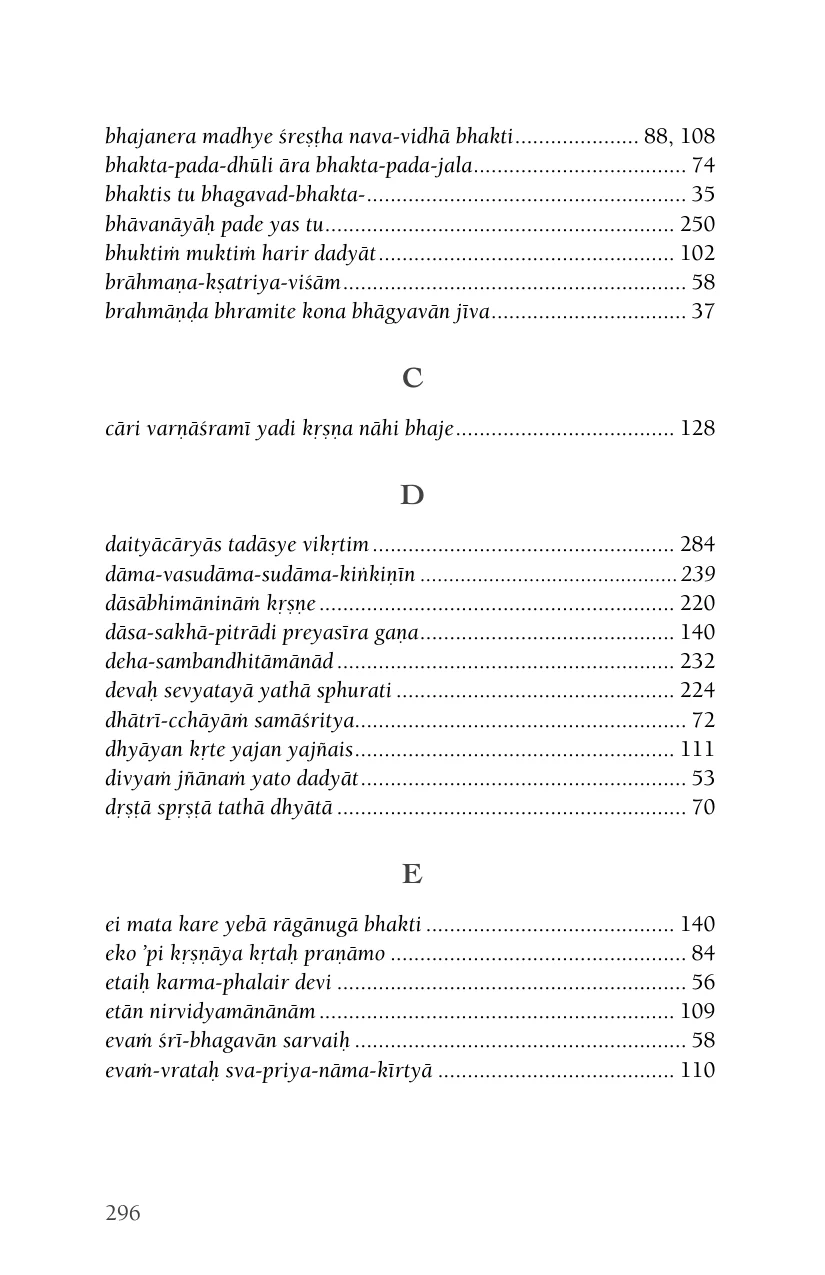 bhajanera madhye śreṣṭha nava-vidhā bhakti..................... 88, 108
bhakta-pada-dhūli āra bhakta-pada-jala.................................... 74
bhaktis tu bhagavad-bhakta-...................................................... 35
bhāvanāyāḥ pade yas tu........................................................... 250
bhuktiṁ muktiṁ harir dadyāt.................................................. 102
brāhmaṇa-kṣatriya-viśām.......................................................... 58
brahmāṇḍa bhramite kona bhāgyavān jīva................................. 37
C
cāri varṇāśramī yadi kṛṣṇa nāhi bhaje..................................... 128
D
daityācāryās tadāsye vikṛtim ................................................... 284
dāma-vasudāma-sudāma-kiṅkiṇīn ............................................ 239
dāsābhimānināṁ kṛṣṇe ............................................................ 220
dāsa-sakhā-pitrādi preyasīra gaṇa........................................... 140
deha-sambandhitāmānād ......................................................... 232
devaḥ sevyatayā yathā sphurati ............................................... 224
dhātrī-cchāyāṁ samāśritya........................................................ 72
dhyāyan kṛte yajan yajñais...................................................... 111
divyaṁ jñānaṁ yato dadyāt....................................................... 53
dṛṣṭā spṛṣṭā tathā dhyātā ........................................................... 70
E
ei mata kare yebā rāgānugā bhakti .......................................... 140
eko ’pi kṛṣṇāya kṛtaḥ praṇāmo .................................................. 84
etaiḥ karma-phalair devi ........................................................... 56
etān nirvidyamānānām ............................................................ 109
evaṁ śrī-bhagavān sarvaiḥ ........................................................ 58
evaṁ-vrataḥ sva-priya-nāma-kīrtyā ........................................ 110
296